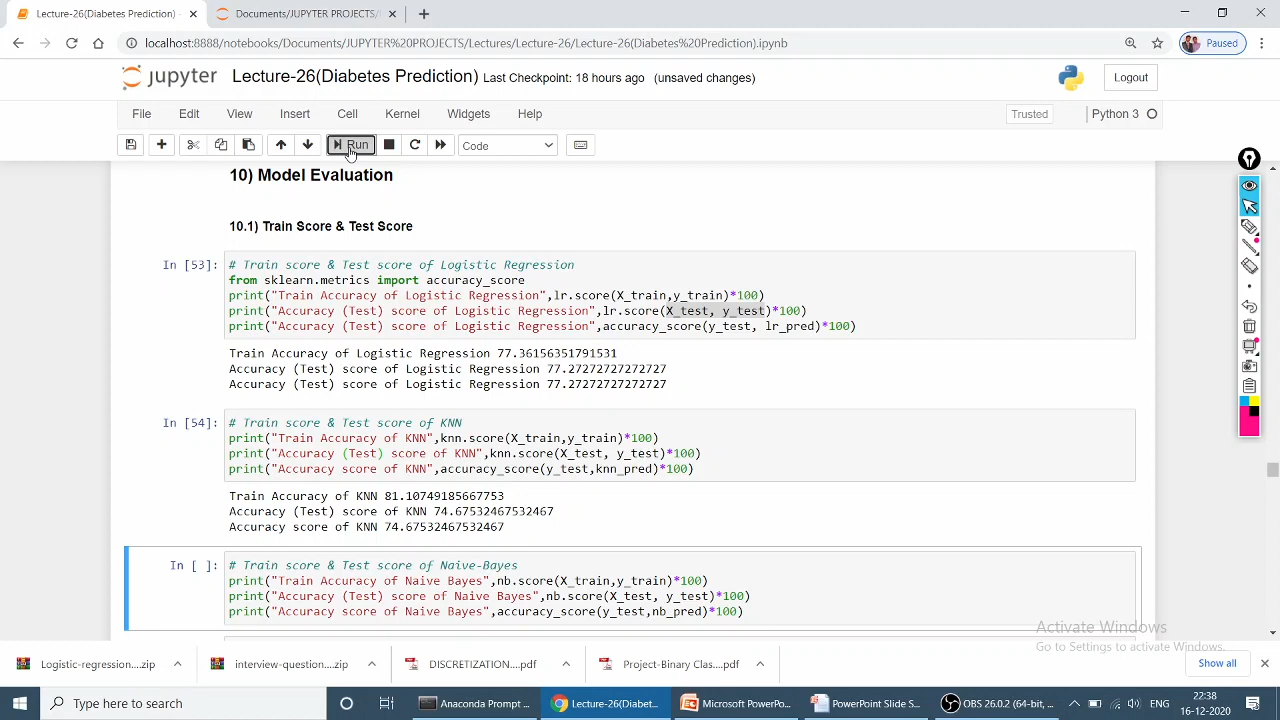 Lecture-26(Diabetes Prediction) -
Documents/JUPYTER PROJECTS/
localhost:8888/notebooks/Documents/JUPYTER%20PROJECTS/Lectures/Lecture-26/Lecture-26(Diabetes%20Prediction).ipynb
Paused
jupyter Lecture-26(Diabetes Prediction) Last Checkpoint: 18 hours ago (unsaved changes)
Logout
File Edit View Insert Cell Kernel Widgets Help
Trusted
Python 3
Run
Code
10) Model Evaluation
10.1) Train Score & Test Score
In [53]:
# Train score & Test score of Logistic Regression
from sklearn.metrics import accuracy_score
print("Train Accuracy of Logistic Regression",lr.score(X_train,y_train)*100)
print("Accuracy (Test) score of Logistic Regression",lr.score(X_test, y_test)*100)
print("Accuracy (Test) score of Logistic Regression",accuracy_score(y_test, lr_pred)*100)
Train Accuracy of Logistic Regression 77.36156351791531
Accuracy (Test) score of Logistic Regression 77.27272727272727
Accuracy (Test) score of Logistic Regression 77.27272727272727
In [54]:
# Train score & Test score of KNN
print("Train Accuracy of KNN",knn.score(X_train,y_train)*100)
print("Accuracy (Test) score of KNN",knn.score(X_test, y_test)*100)
print("Accuracy score of KNN",accuracy_score(y_test,knn_pred)*100)
Train Accuracy of KNN 81.10749185667753
Accuracy (Test) score of KNN 74.67532467532467
Accuracy score of KNN 74.67532467532467
In [ ]:
# Train score & Test score of Naive-Bayes
print("Train Accuracy of Naive Bayes",nb.score(X_train,y_train)*100)
print("Accuracy (Test) score of Naive Bayes",nb.score(X_test, y_test)*100)
print("Accuracy score of Naive Bayes",accuracy_score(y_test,nb_pred)*100)
Activate Windows
Go to Settings to activate Windows.
Logistic-regression....zip
interview-question....zip
DISCRETIZATION....pdf
Project-Binary Clas....pdf
Show all
Type here to search
Anaconda Prompt ...
Lecture-26(Diabet...
Microsoft PowerPo...
PowerPoint Slide S...
OBS 26.0.2 (64-bit, ...
ENG
22:38
16-12-2020